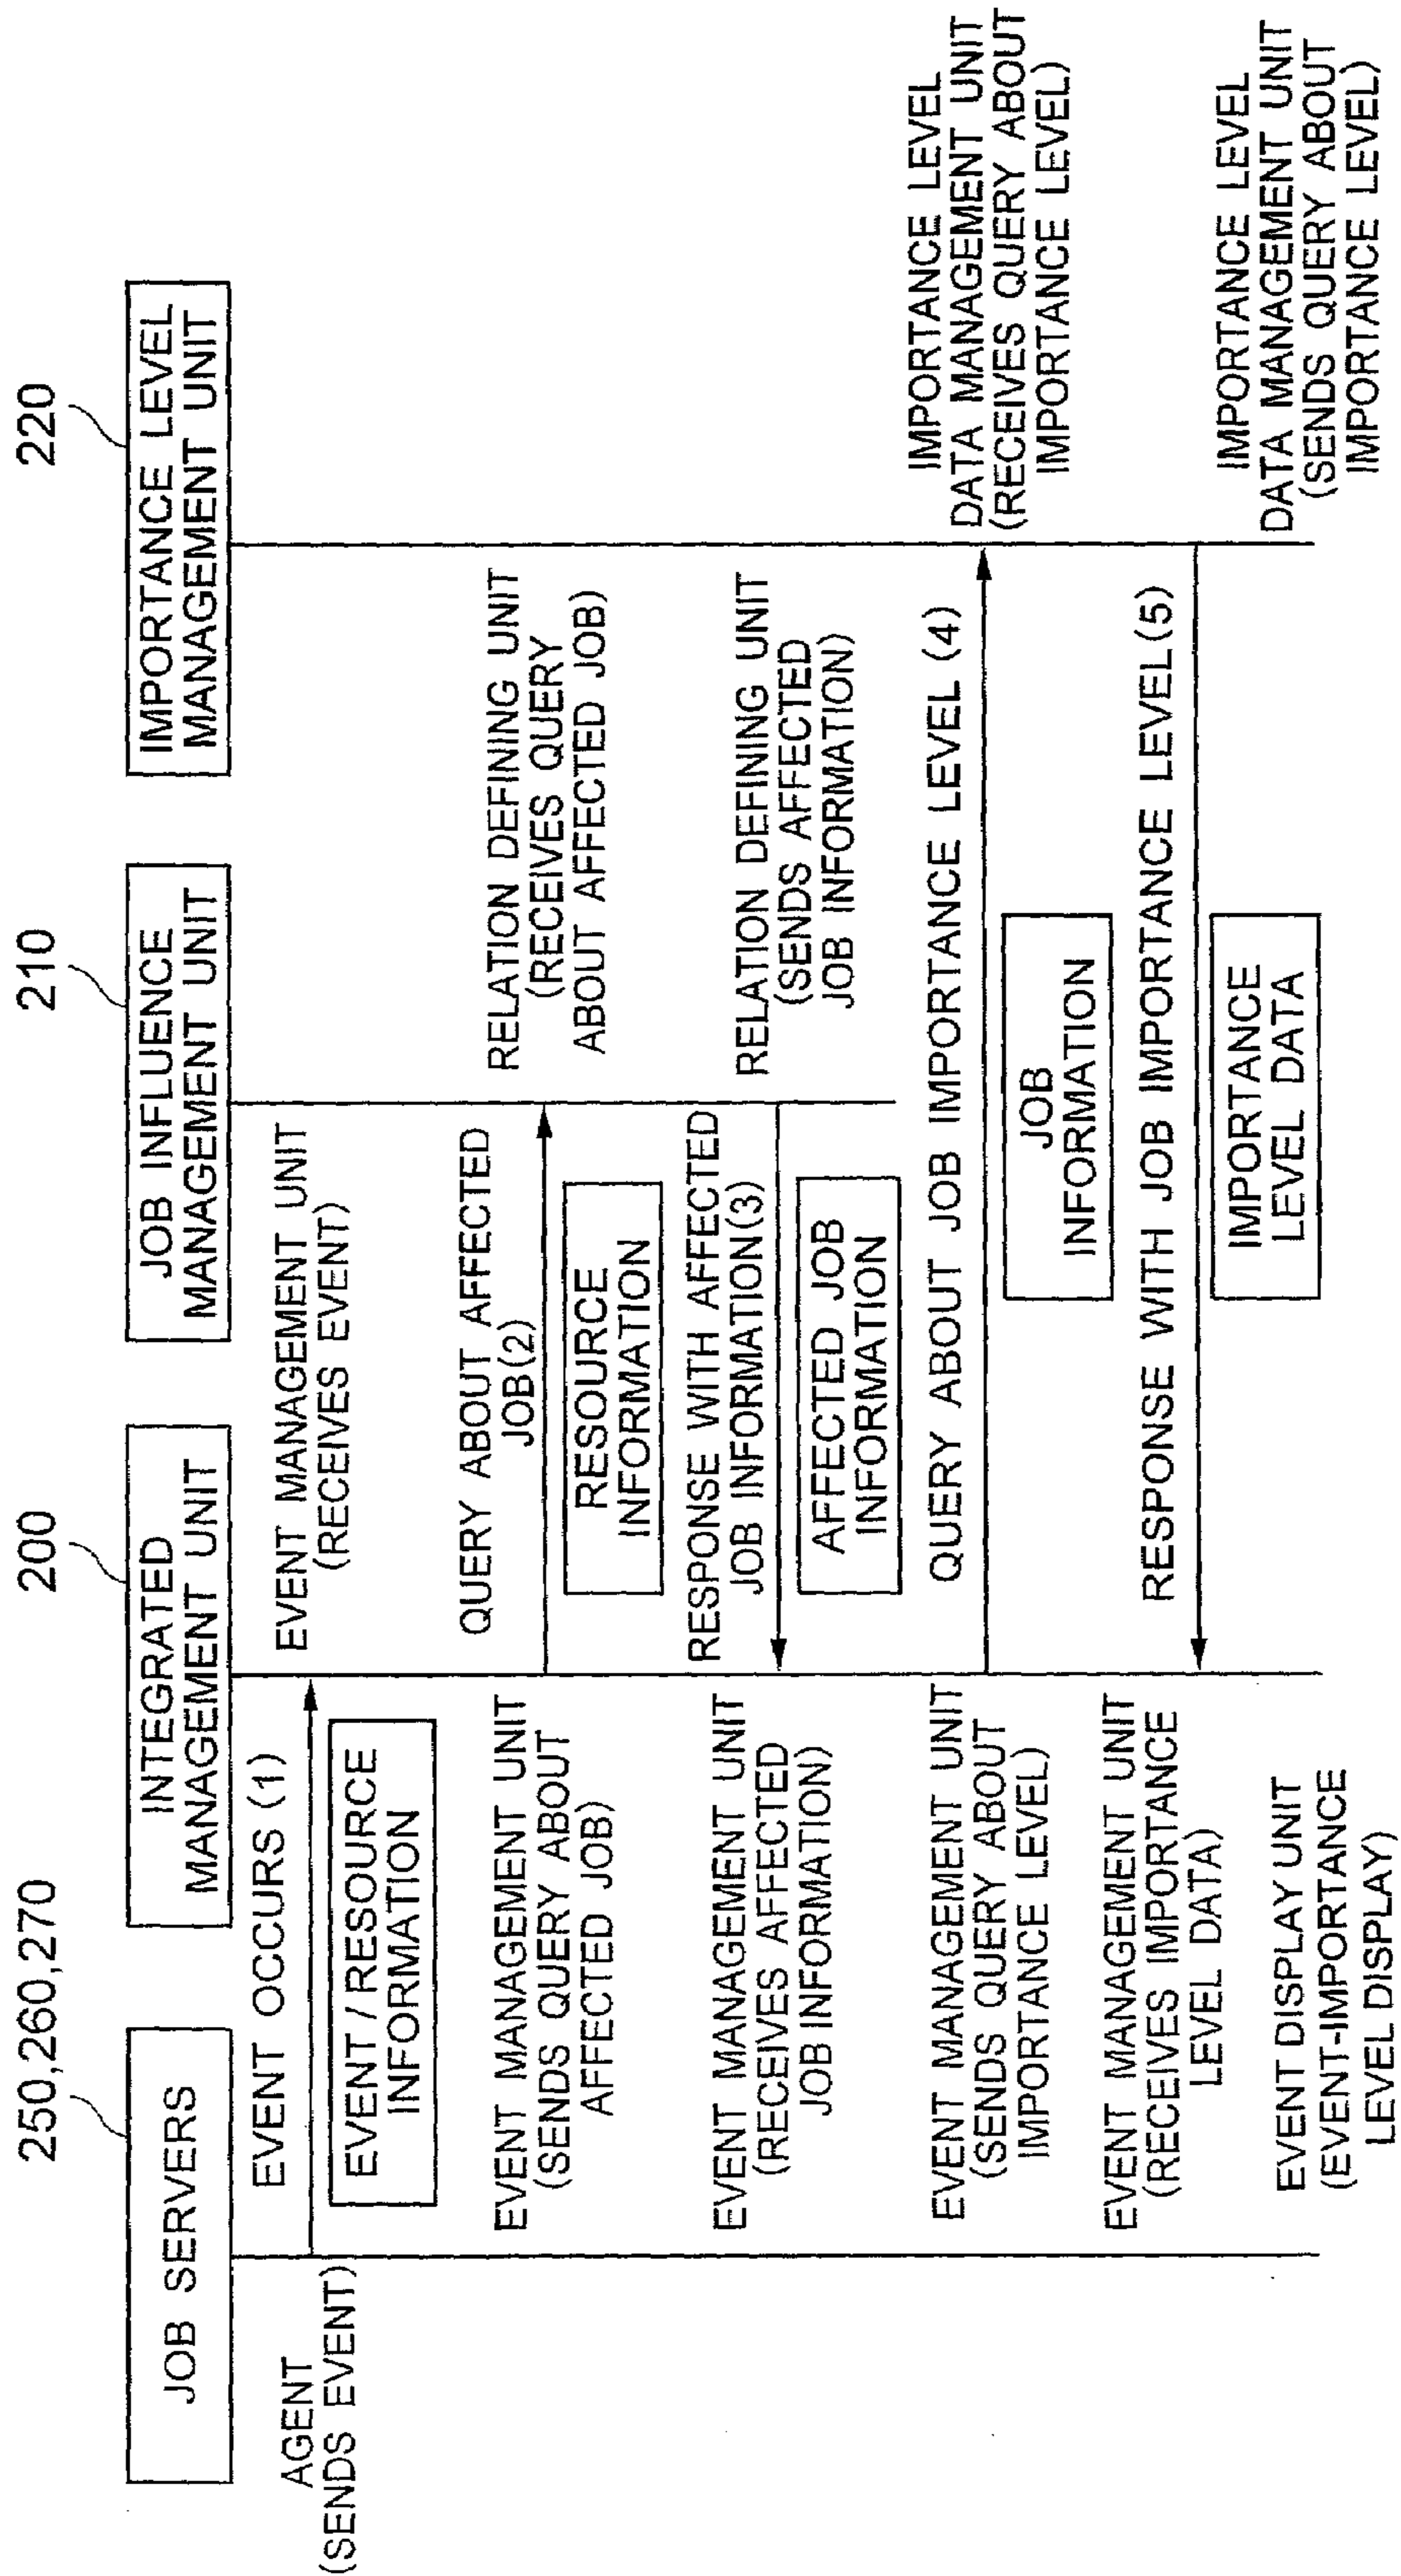 250,260,270
200
210
220
JOB SERVERS
INTEGRATED
MANAGEMENT UNIT
JOB INFLUENCE
MANAGEMENT UNIT
IMPORTANCE LEVEL
MANAGEMENT UNIT
AGENT
(SENDS EVENT)
EVENT OCCURS (1)
EVENT / RESOURCE
INFORMATION
EVENT MANAGEMENT UNIT
(RECEIVES EVENT)
EVENT MANAGEMENT UNIT
(SENDS QUERY ABOUT
AFFECTED JOB)
QUERY ABOUT AFFECTED
JOB(2)
RESOURCE
INFORMATION
RELATION DEFINING UNIT
(RECEIVES QUERY
ABOUT AFFECTED JOB)
EVENT MANAGEMENT UNIT
(RECEIVES AFFECTED
JOB INFORMATION)
RESPONSE WITH AFFECTED
JOB INFORMATION(3)
AFFECTED JOB
INFORMATION
RELATION DEFINING UNIT
(SENDS AFFECTED
JOB INFORMATION)
EVENT MANAGEMENT UNIT
(SENDS QUERY ABOUT
IMPORTANCE LEVEL)
QUERY ABOUT JOB IMPORTANCE LEVEL (4)
JOB
INFORMATION
IMPORTANCE LEVEL
DATA MANAGEMENT UNIT
(RECEIVES QUERY ABOUT
IMPORTANCE LEVEL)
EVENT MANAGEMENT UNIT
(RECEIVES IMPORTANCE
LEVEL DATA)
RESPONSE WITH JOB IMPORTANCE LEVEL(5)
IMPORTANCE
LEVEL DATA
IMPORTANCE LEVEL
DATA MANAGEMENT UNIT
(SENDS QUERY ABOUT
IMPORTANCE LEVEL)
EVENT DISPLAY UNIT
(EVENT-IMPORTANCE
LEVEL DISPLAY)